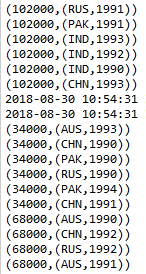 (102000,(RUS,1991))
(102000,(PAK,1991))
(102000,(IND,1993))
(102000,(IND,1992))
(102000,(IND,1990))
(102000,(CHN,1993))
2018-08-30 10:54:31
2018-08-30 10:54:31
(34000,(AUS,1993))
(34000,(CHN,1990))
(34000,(PAK,1990))
(34000,(RUS,1990))
(34000,(PAK,1994))
(34000,(CHN,1991))
(68000,(AUS,1990))
(68000,(CHN,1992))
(68000,(RUS,1992))
(68000,(AUS,1991))